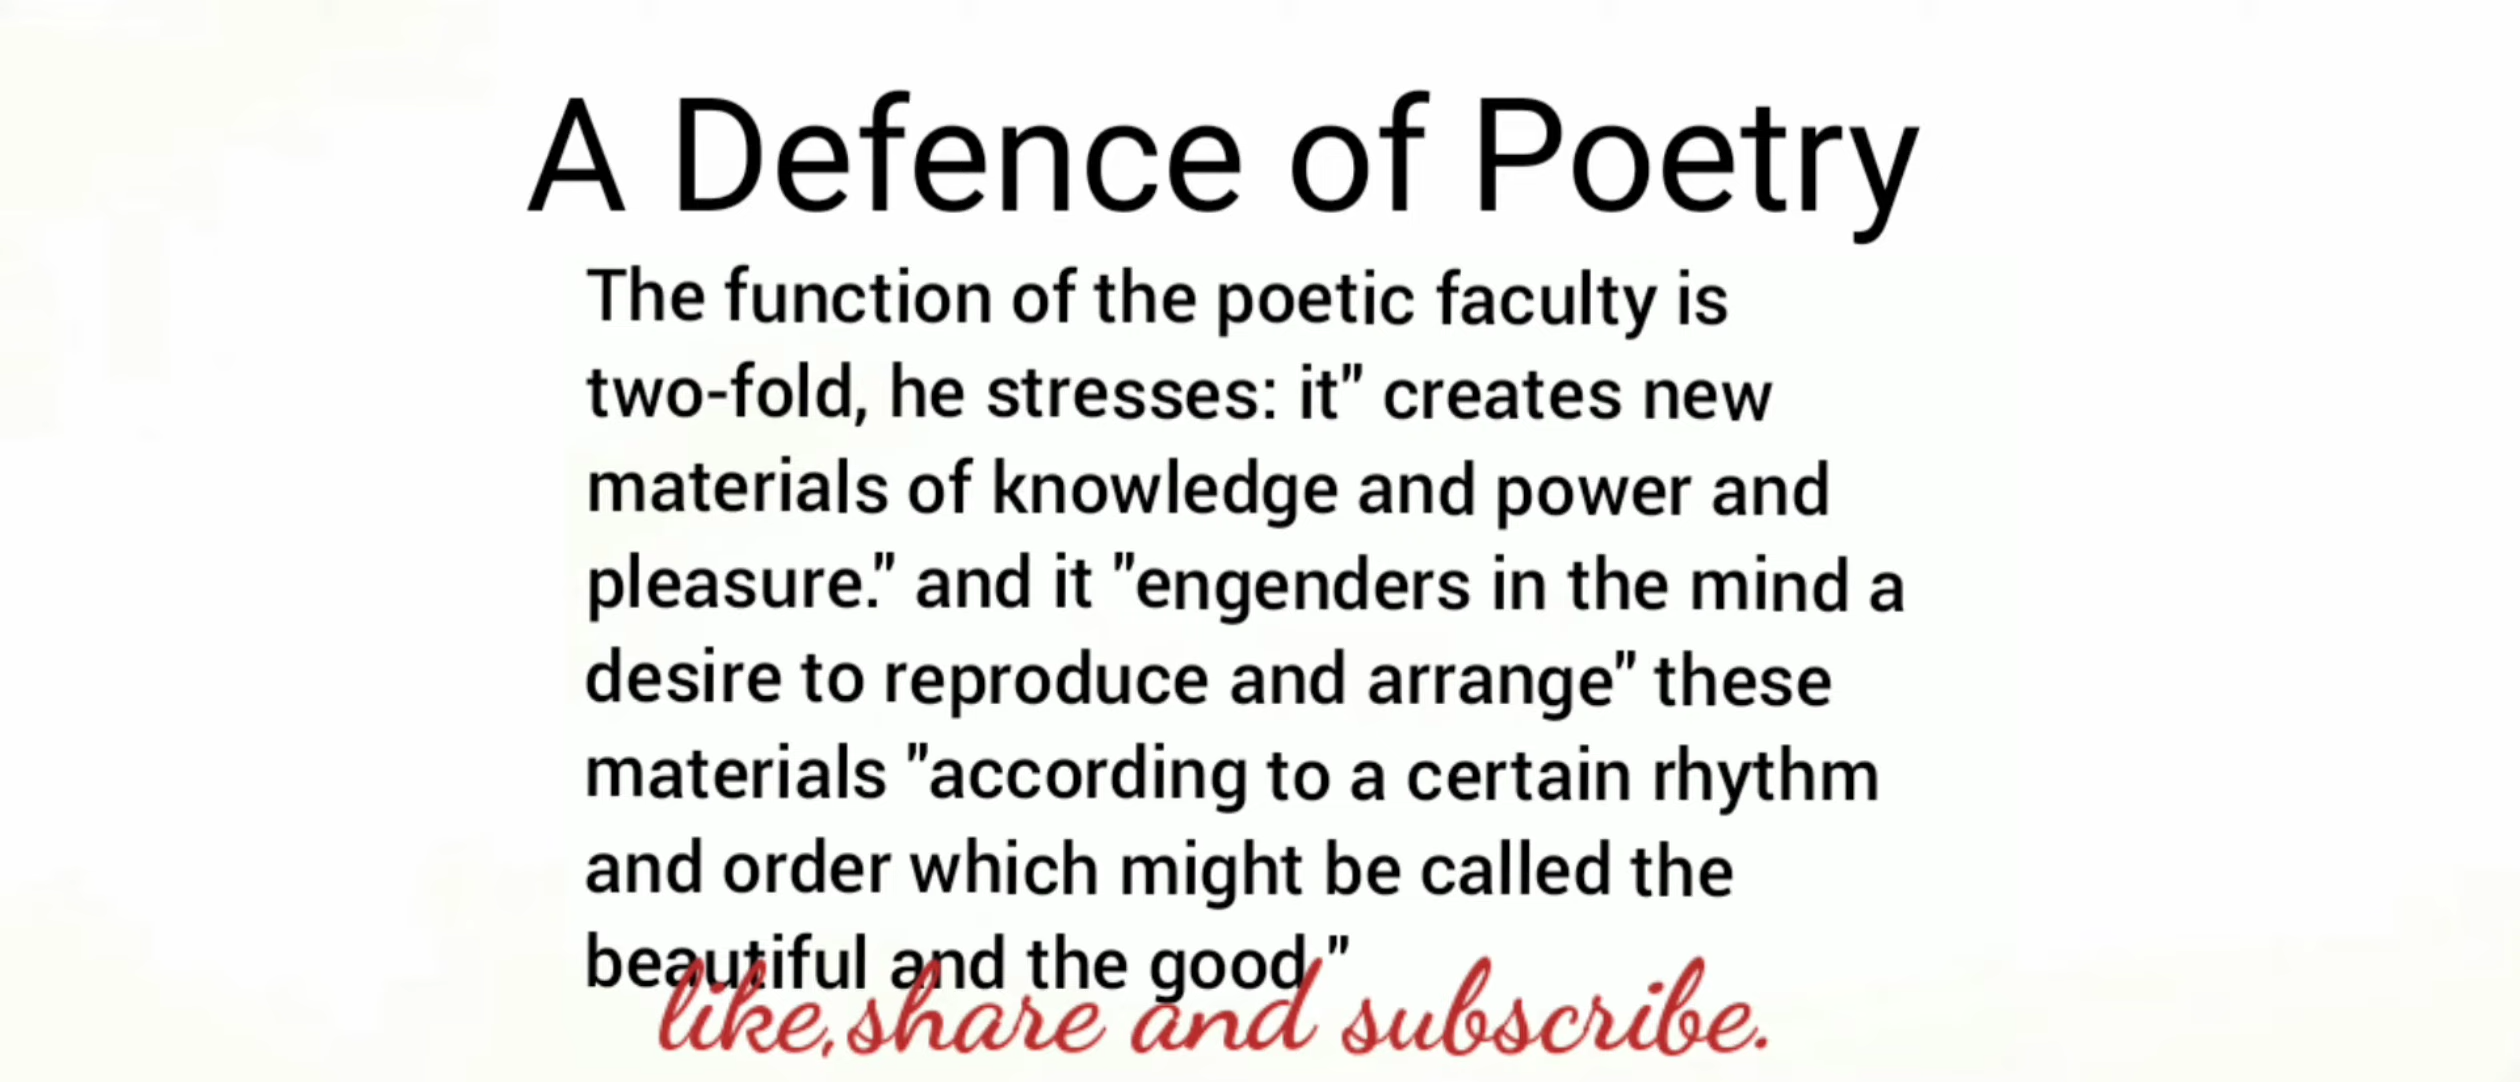 A Defence of Poetry
The function of the poetic faculty is
two-fold, he stresses: it" creates new
materials of knowledge and power and
pleasure." and it "engenders in the mind a
desire to reproduce and arrange" these
materials "according to a certain rhythm
and order which might be called the
beautiful and the good."
like, share and subscribe.